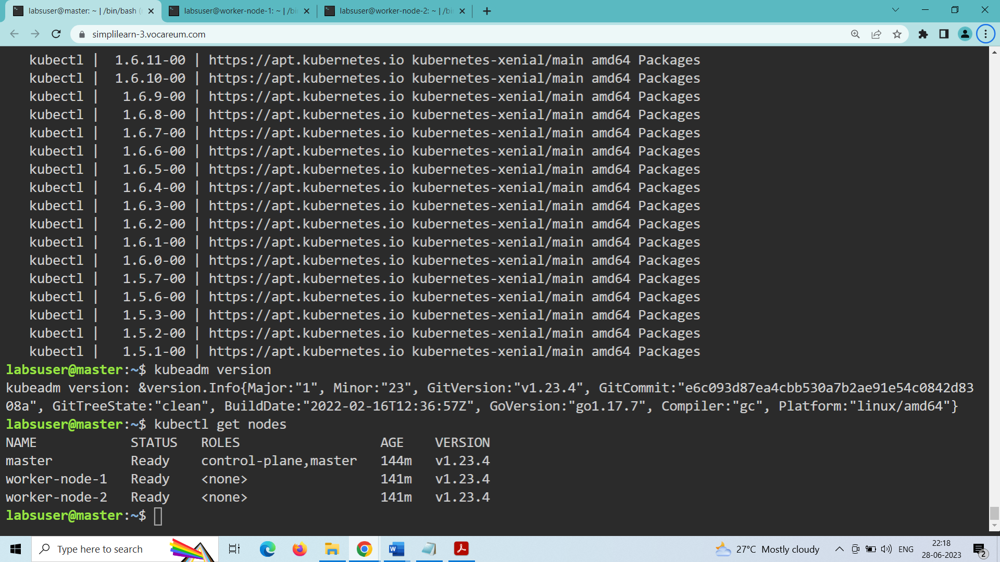 labsuser@master: ~ | /bin/bash
labsuser@worker-node-1: ~ | /bi
labsuser@worker-node-2: ~ | /bi
simplilearn-3.vocareum.com
kubectl | 1.6.11-00 | https://apt.kubernetes.io kubernetes-xenial/main amd64 Packages
kubectl | 1.6.10-00 | https://apt.kubernetes.io kubernetes-xenial/main amd64 Packages
kubectl | 1.6.9-00 | https://apt.kubernetes.io kubernetes-xenial/main amd64 Packages
kubectl | 1.6.8-00 | https://apt.kubernetes.io kubernetes-xenial/main amd64 Packages
kubectl | 1.6.7-00 | https://apt.kubernetes.io kubernetes-xenial/main amd64 Packages
kubectl | 1.6.6-00 | https://apt.kubernetes.io kubernetes-xenial/main amd64 Packages
kubectl | 1.6.5-00 | https://apt.kubernetes.io kubernetes-xenial/main amd64 Packages
kubectl | 1.6.4-00 | https://apt.kubernetes.io kubernetes-xenial/main amd64 Packages
kubectl | 1.6.3-00 | https://apt.kubernetes.io kubernetes-xenial/main amd64 Packages
kubectl | 1.6.2-00 | https://apt.kubernetes.io kubernetes-xenial/main amd64 Packages
kubectl | 1.6.1-00 | https://apt.kubernetes.io kubernetes-xenial/main amd64 Packages
kubectl | 1.6.0-00 | https://apt.kubernetes.io kubernetes-xenial/main amd64 Packages
kubectl | 1.5.7-00 | https://apt.kubernetes.io kubernetes-xenial/main amd64 Packages
kubectl | 1.5.6-00 | https://apt.kubernetes.io kubernetes-xenial/main amd64 Packages
kubectl | 1.5.3-00 | https://apt.kubernetes.io kubernetes-xenial/main amd64 Packages
kubectl | 1.5.2-00 | https://apt.kubernetes.io kubernetes-xenial/main amd64 Packages
kubectl | 1.5.1-00 | https://apt.kubernetes.io kubernetes-xenial/main amd64 Packages
labsuser@master:~$ kubeadm version
kubeadm version: &version.Info{Major:"1", Minor:"23", GitVersion:"v1.23.4", GitCommit:"e6c093d87ea4cbb530a7b2ae91e54c0842d83
08a", GitTreeState:"clean", BuildDate:"2022-02-16T12:36:57Z", GoVersion:"go1.17.7", Compiler:"gc", Platform:"linux/amd64"}
labsuser@master:~$ kubectl get nodes
NAME STATUS ROLES AGE VERSION
master Ready control-plane,master 144m v1.23.4
worker-node-1 Ready <none> 141m v1.23.4
worker-node-2 Ready <none> 141m v1.23.4
labsuser@master:~$
Type here to search
27°C Mostly cloudy
ENG
22:18
28-06-2023
2